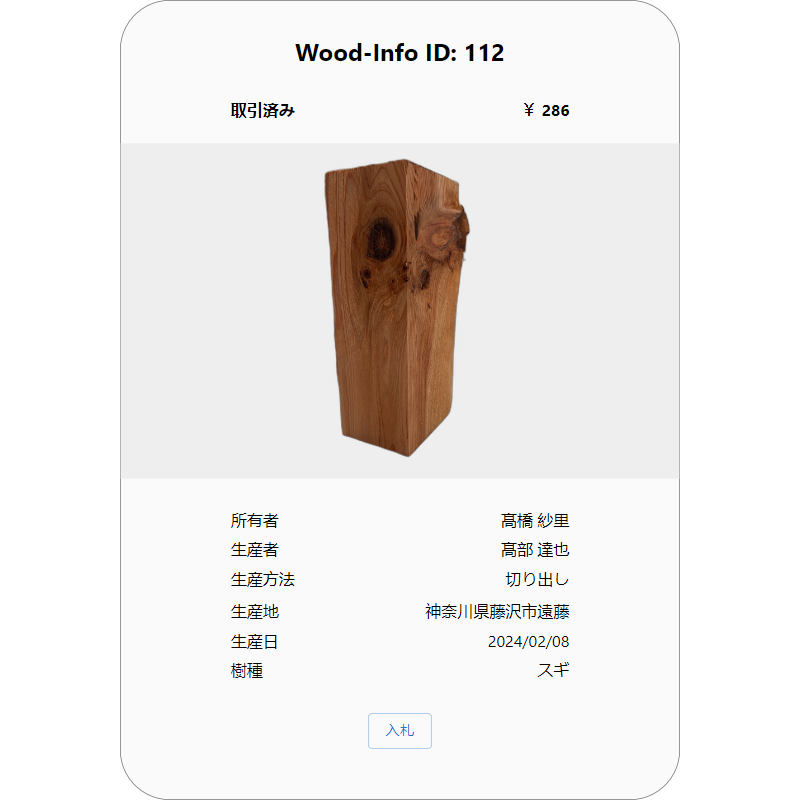 Wood-Info ID: 112
取引済み ¥ 286
所有者 髙橋 紗里
生産者 髙部 達也
生産方法 切り出し
生産地 神奈川県藤沢市遠藤
生産日 2024/02/08
樹種 スギ
入札